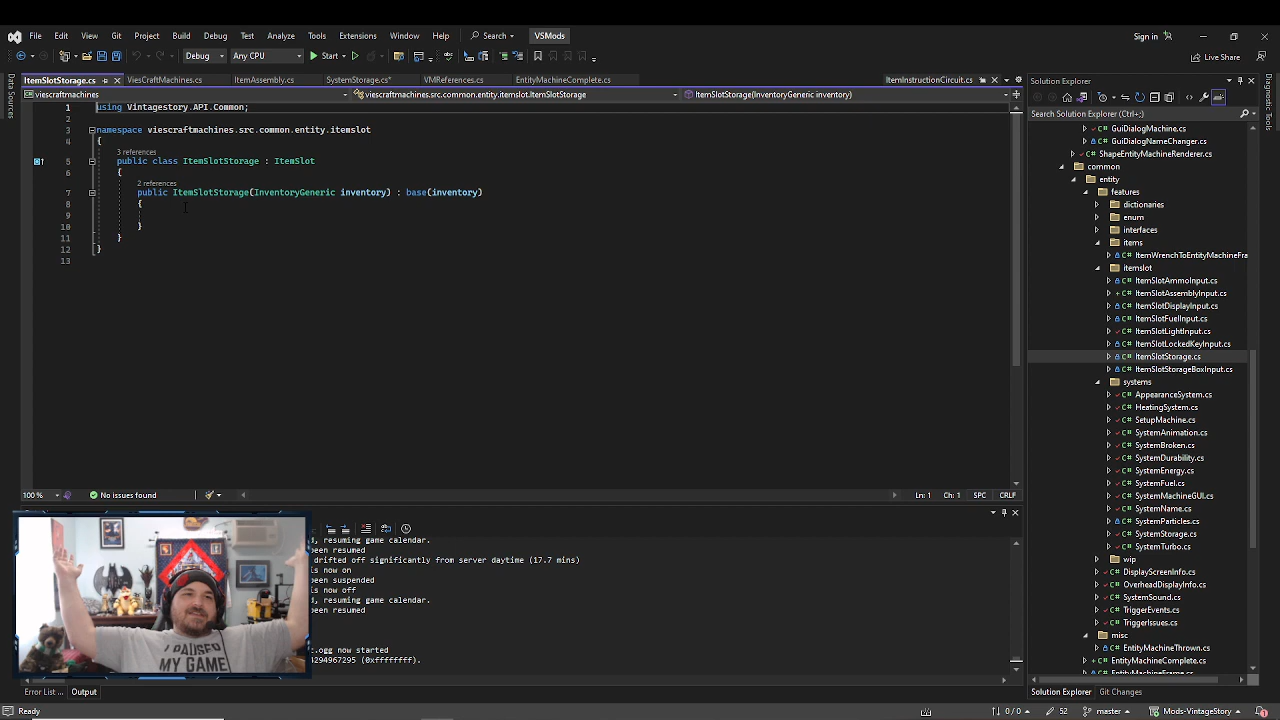 File Edit View Git Project Build Debug Test Analyze Tools Extensions Window Help Search VSMods Sign in
Debug Any CPU Start Live Share
Data Sources
ItemSlotStorage.cs ViesCraftMachines.cs ItemAssembly.cs SystemStorage.cs* VMReferences.cs EntityMachineComplete.cs ItemInstructionCircuit.cs
viescraftmachines viescraftmachines.src.common.entity.itemslot.ItemSlotStorage ItemSlotStorage(InventoryGeneric inventory)
1 using Vintagestory.API.Common;
2
3 namespace viescraftmachines.src.common.entity.itemslot
4 {
3 references
5 public class ItemSlotStorage : ItemSlot
6 {
2 references
7 public ItemSlotStorage(InventoryGeneric inventory) : base(inventory)
8 {
9
10 }
11 }
12 }
13
100 % No issues found Ln: 1 Ch: 1 SPC CRLF
d, resuming game calendar.
been resumed
drifted off significantly from server daytime (17.7 mins)
is now on
been suspended
is now off
d, resuming game calendar.
been resumed
.ogg now started
4294967295 (0xffffffff).
I PAUSED
MY GAME
Error List ... Output
Solution Explorer
Search Solution Explorer (Ctrl+;)
GuiDialogMachine.cs
GuiDialogNameChanger.cs
ShapeEntityMachineRenderer.cs
common
entity
features
dictionaries
enum
interfaces
items
ItemWrenchToEntityMachineFra
itemslot
ItemSlotAmmoInput.cs
ItemSlotAssemblyInput.cs
ItemSlotDisplayInput.cs
ItemSlotFuelInput.cs
ItemSlotLightInput.cs
ItemSlotLockedKeyInput.cs
ItemSlotStorage.cs
ItemSlotStorageBoxInput.cs
systems
AppearanceSystem.cs
HeatingSystem.cs
SetupMachine.cs
SystemAnimation.cs
SystemBroken.cs
SystemDurability.cs
SystemEnergy.cs
SystemFuel.cs
SystemMachineGUI.cs
SystemName.cs
SystemParticles.cs
SystemStorage.cs
SystemTurbo.cs
wip
DisplayScreenInfo.cs
OverheadDisplayInfo.cs
SystemSound.cs
TriggerEvents.cs
TriggerIssues.cs
misc
EntityMachineThrown.cs
EntityMachineComplete.cs
EntityMachineFrame.cs
Solution Explorer Git Changes
Diagnostic Tools
Ready 0 / 0 52 master Mods-VintageStory